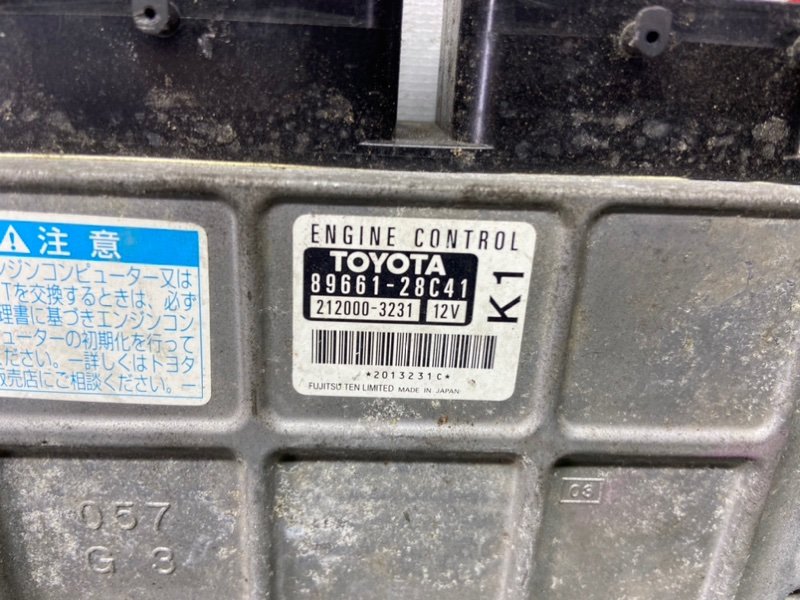 注意
ンジンコンピューター又は
Tを交換するときは、必ず
理書に基づきエンジンコン
ューターの初期化を行って
ください。一詳しくはトヨタ
販売店にご相談ください。一
ENGINE CONTROL
TOYOTA
89661-28C41
212000-3231 12V
K1
*2013231C*
FUJITSU TEN LIMITED MADE IN JAPAN
057
G 3
03